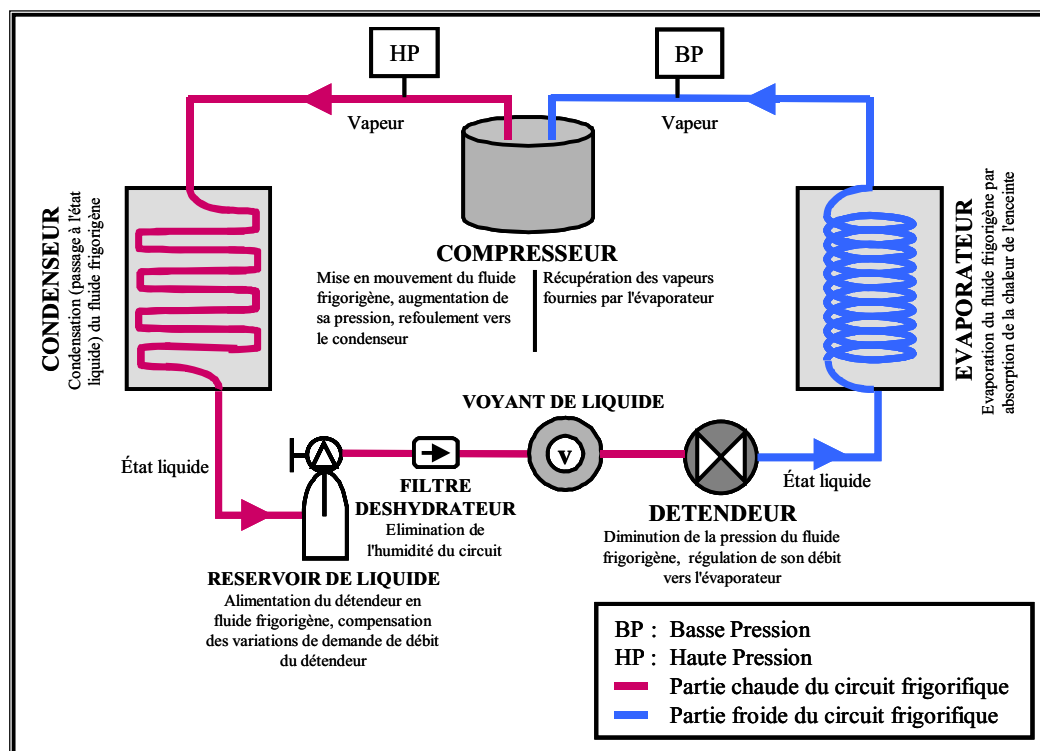 HP
BP
Vapeur
Vapeur
CONDENSEUR
Condensation (passage à l'état
liquide) du fluide frigorigène
COMPRESSEUR
Mise en mouvement du fluide
frigorigène, augmentation de
sa pression, refoulement vers
le condenseur
Récupération des vapeurs
fournies par l'évaporateur
EVAPORATEUR
Evaporation du fluide frigorigène par
absorption de la chaleur de l'enceinte
VOYANT DE LIQUIDE
V
État liquide
FILTRE
DESHYDRATEUR
Elimination de
l'humidité du circuit
État liquide
DETENDEUR
Diminution de la pression du fluide
frigorigène, régulation de son débit
vers l'évaporateur
RESERVOIR DE LIQUIDE
Alimentation du détendeur en
fluide frigorigène, compensation
des variations de demande de débit
du détendeur
BP : Basse Pression
HP : Haute Pression
Partie chaude du circuit frigorifique
Partie froide du circuit frigorifique